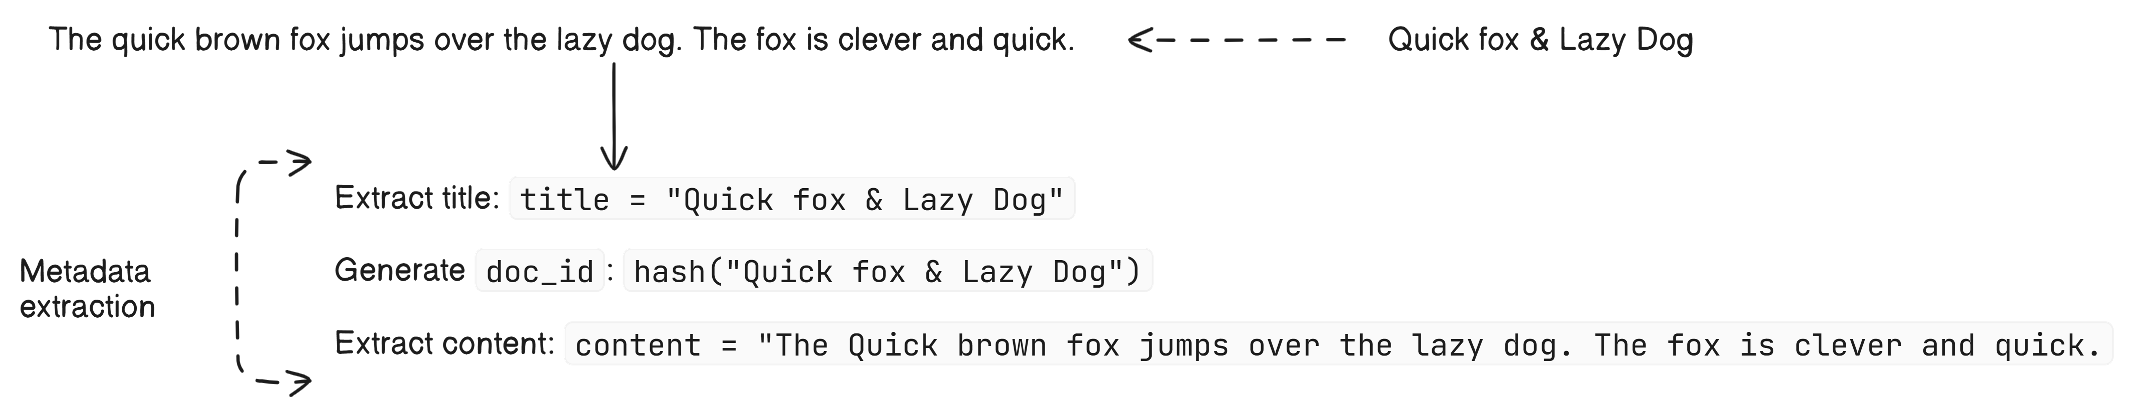 The quick brown fox jumps over the lazy dog. The fox is clever and quick.
Quick fox & Lazy Dog
Extract title: title = "Quick fox & Lazy Dog"
Generate doc_id: hash("Quick fox & Lazy Dog")
Metadata
extraction
Extract content: content = "The Quick brown fox jumps over the lazy dog. The fox is clever and quick.